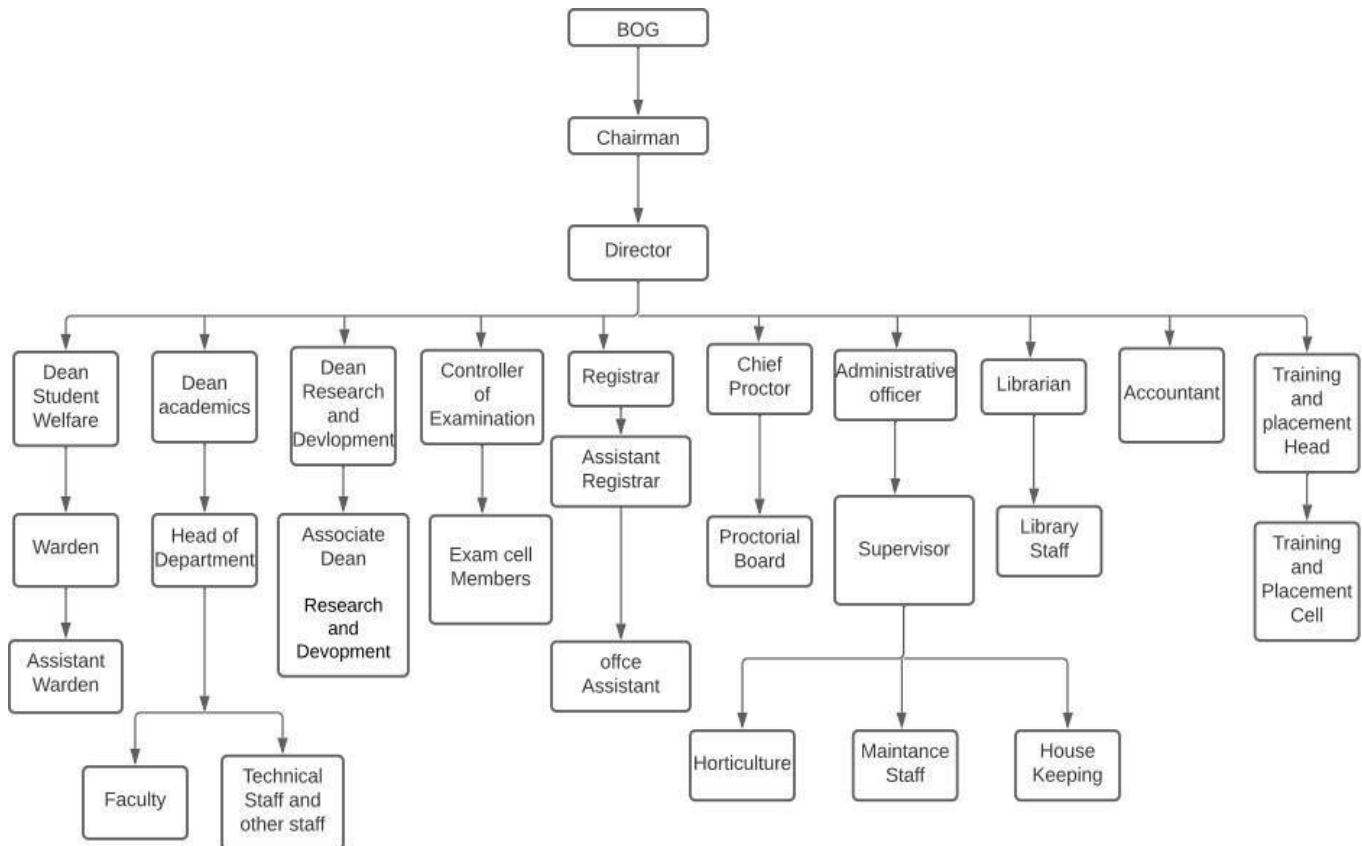 BOG
Chairman
Director
Dean
Student
Welfare
Dean
academics
Dean
Research
and
Devlopment
Controller
of
Examination
Registrar
Chief
Proctor
Administrative
officer
Librarian
Accountant
Training
and
placement
Head
Assistant
Registrar
Warden
Head of
Department
Associate
Dean
Research
and
Devopment
Exam cell
Members
Proctorial
Board
Supervisor
Library
Staff
Training
and
Placement
Cell
Assistant
Warden
offce
Assistant
Faculty
Technical
Staff and
other staff
Horticulture
Maintance
Staff
House
Keeping